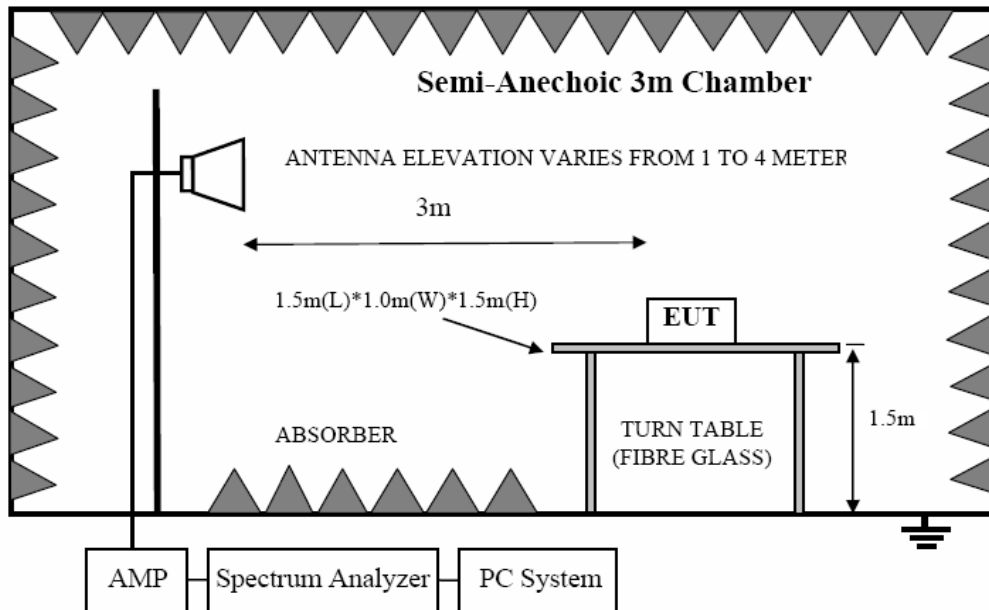 Semi-Anechoic 3m Chamber
ANTENNA ELEVATION VARIES FROM 1 TO 4 METER
3m
1.5m(L)*1.0m(W)*1.5m(H)
EUT
1.5m
ABSORBER
TURN TABLE
(FIBRE GLASS)
AMP
Spectrum Analyzer
PC System